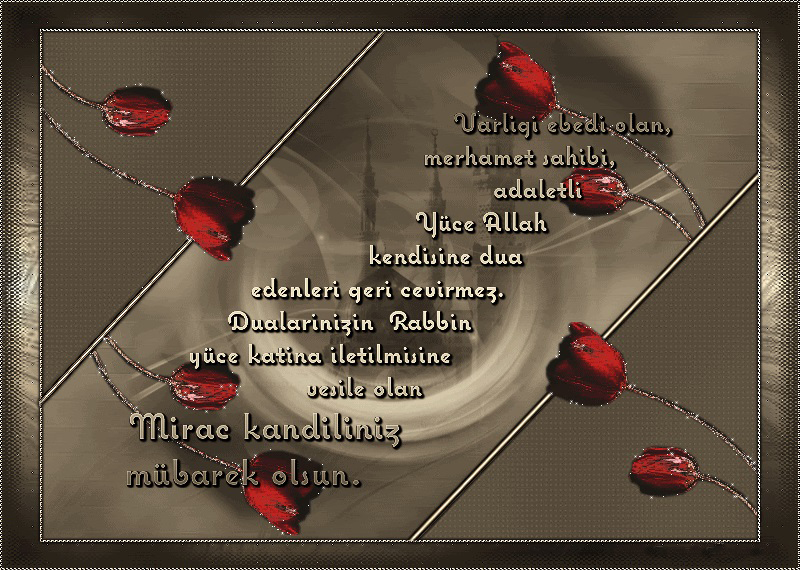 Varligi ebedi olan,
merhamet sahibi,
adaletli
Yüce Allah
kendisine dua
edenleri geri cevirmez.
Dualarinizin Rabbin
yüce katina iletilmisine
vesile olan
Mirac kandiliniz
mübarek olsun.